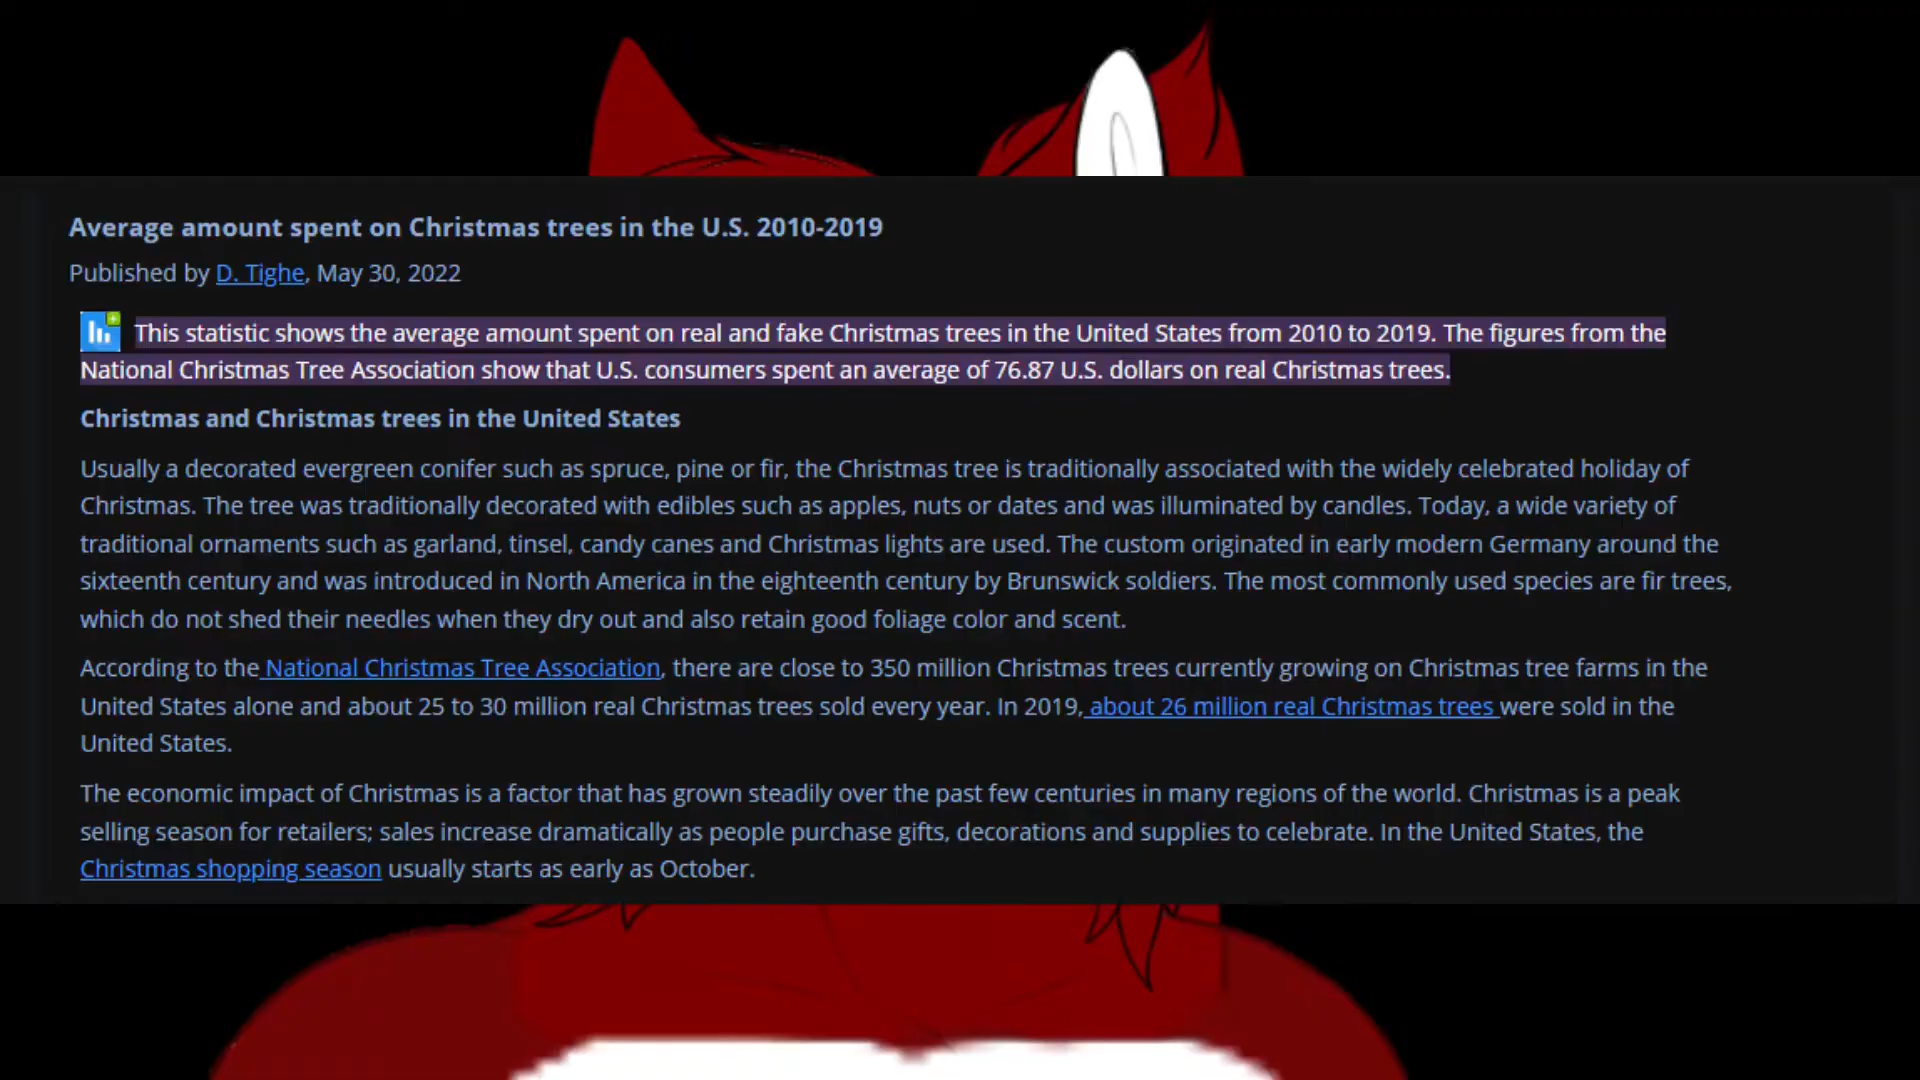 Average amount spent on Christmas trees in the U.S. 2010-2019
Published by D. Tighe, May 30, 2022
This statistic shows the average amount spent on real and fake Christmas trees in the United States from 2010 to 2019. The figures from the
National Christmas Tree Association show that U.S. consumers spent an average of 76.87 U.S. dollars on real Christmas trees.
Christmas and Christmas trees in the United States
Usually a decorated evergreen conifer such as spruce, pine or fir, the Christmas tree is traditionally associated with the widely celebrated holiday of
Christmas. The tree was traditionally decorated with edibles such as apples, nuts or dates and was illuminated by candles. Today, a wide variety of
traditional ornaments such as garland, tinsel, candy canes and Christmas lights are used. The custom originated in early modern Germany around the
sixteenth century and was introduced in North America in the eighteenth century by Brunswick soldiers. The most commonly used species are fir trees,
which do not shed their needles when they dry out and also retain good foliage color and scent.
According to the National Christmas Tree Association, there are close to 350 million Christmas trees currently growing on Christmas tree farms in the
United States alone and about 25 to 30 million real Christmas trees sold every year. In 2019, about 26 million real Christmas trees were sold in the
United States.
The economic impact of Christmas is a factor that has grown steadily over the past few centuries in many regions of the world. Christmas is a peak
selling season for retailers; sales increase dramatically as people purchase gifts, decorations and supplies to celebrate. In the United States, the
Christmas shopping season usually starts as early as October.